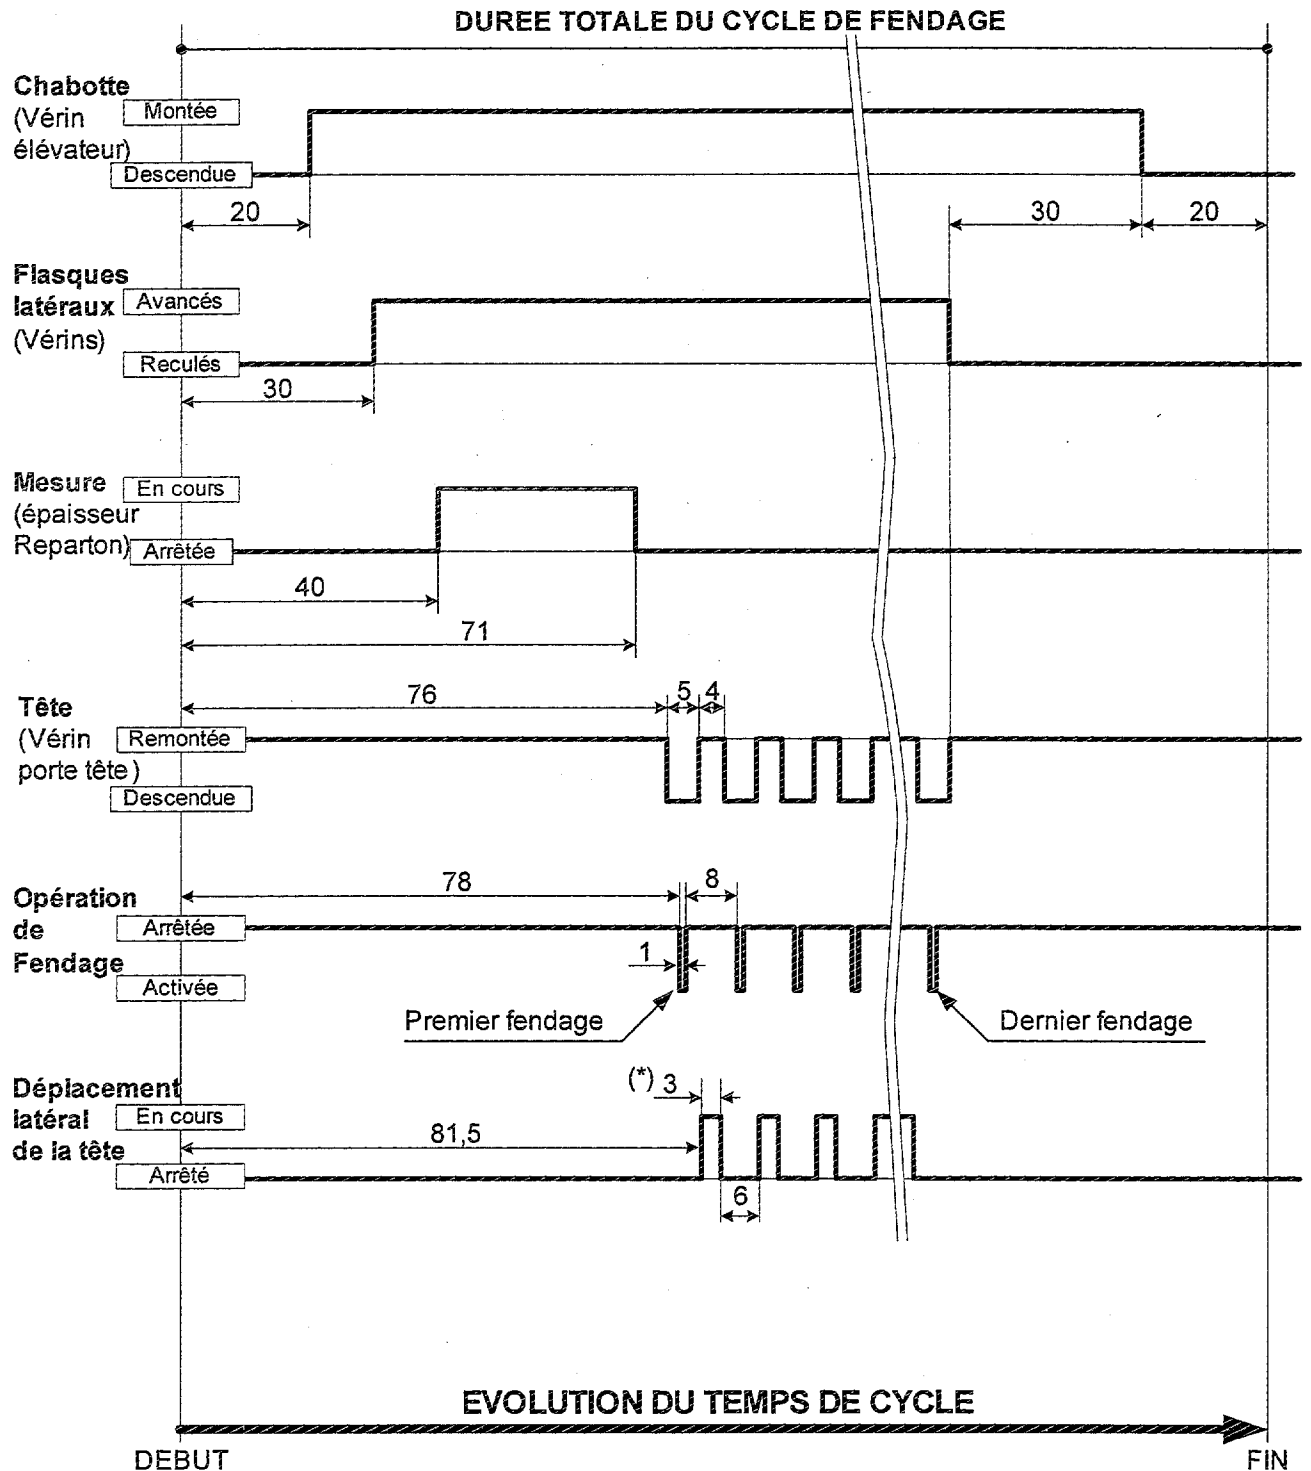 DUREE TOTALE DU CYCLE DE FENDAGE
Chabotte
(Vérin
élévateur)
Montée
Descendue
20
30
20
Flasques
latéraux
(Vérins)
Avancés
Reculés
30
Mesure
(épaisseur
Reparton)
En cours
Arrêtée
40
71
Tête
(Vérin
porte tête)
Remontée
Descendue
76
5
4
Opération
de
Fendage
Arrêtée
Activée
78
8
1
Premier fendage
Dernier fendage
Déplacement
latéral
de la tête
En cours
Arrêté
(*) 3
81,5
6
EVOLUTION DU TEMPS DE CYCLE
DEBUT
FIN